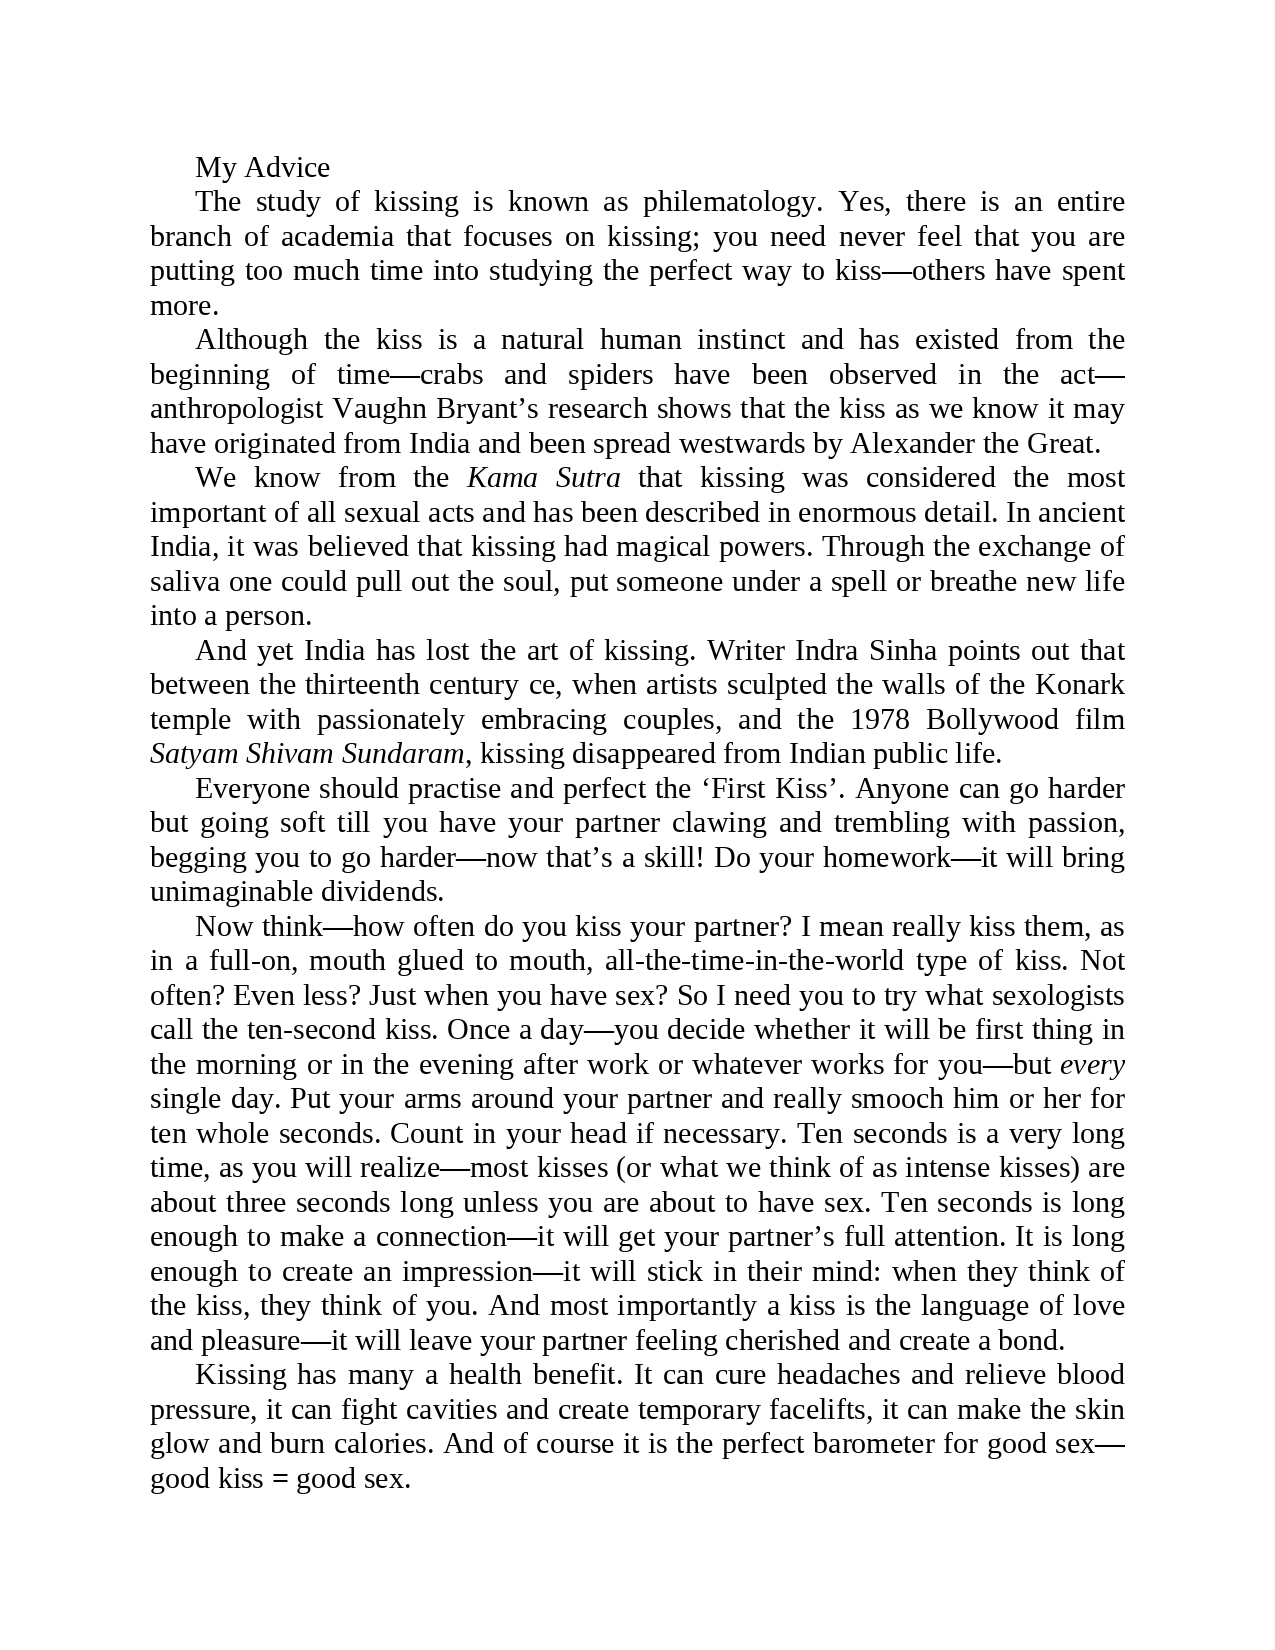 My Advice
The study of kissing is known as philematology. Yes, there is an entire
branch of academia that focuses on kissing; you need never feel that you are
putting too much time into studying the perfect way to kiss—others have spent
more.
Although the kiss is a natural human instinct and has existed from the
beginning of time—crabs and spiders have been observed in the act—
anthropologist Vaughn Bryant’s research shows that the kiss as we know it may
have originated from India and been spread westwards by Alexander the Great.
We know from the Kama Sutra that kissing was considered the most
important of all sexual acts and has been described in enormous detail. In ancient
India, it was believed that kissing had magical powers. Through the exchange of
saliva one could pull out the soul, put someone under a spell or breathe new life
into a person.
And yet India has lost the art of kissing. Writer Indra Sinha points out that
between the thirteenth century ce, when artists sculpted the walls of the Konark
temple with passionately embracing couples, and the 1978 Bollywood film
Satyam Shivam Sundaram, kissing disappeared from Indian public life.
Everyone should practise and perfect the ‘First Kiss’. Anyone can go harder
but going soft till you have your partner clawing and trembling with passion,
begging you to go harder—now that’s a skill! Do your homework—it will bring
unimaginable dividends.
Now think—how often do you kiss your partner? I mean really kiss them, as
in a full-on, mouth glued to mouth, all-the-time-in-the-world type of kiss. Not
often? Even less? Just when you have sex? So I need you to try what sexologists
call the ten-second kiss. Once a day—you decide whether it will be first thing in
the morning or in the evening after work or whatever works for you—but every
single day. Put your arms around your partner and really smooch him or her for
ten whole seconds. Count in your head if necessary. Ten seconds is a very long
time, as you will realize—most kisses (or what we think of as intense kisses) are
about three seconds long unless you are about to have sex. Ten seconds is long
enough to make a connection—it will get your partner’s full attention. It is long
enough to create an impression—it will stick in their mind: when they think of
the kiss, they think of you. And most importantly a kiss is the language of love
and pleasure—it will leave your partner feeling cherished and create a bond.
Kissing has many a health benefit. It can cure headaches and relieve blood
pressure, it can fight cavities and create temporary facelifts, it can make the skin
glow and burn calories. And of course it is the perfect barometer for good sex—
good kiss = good sex.